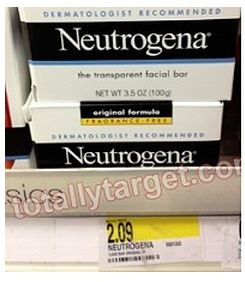 DERMATOLOGIST RECOMMENDED
Neutrogena®
the transparent facial bar
NET WT 3.5 OZ (100g)
original formula
FRAGRANCE-FREE
DERMATOLOGIST RECOMMENDED
Neutrogena®
sics
totallytarget.com
2.09
NEUTROGENA